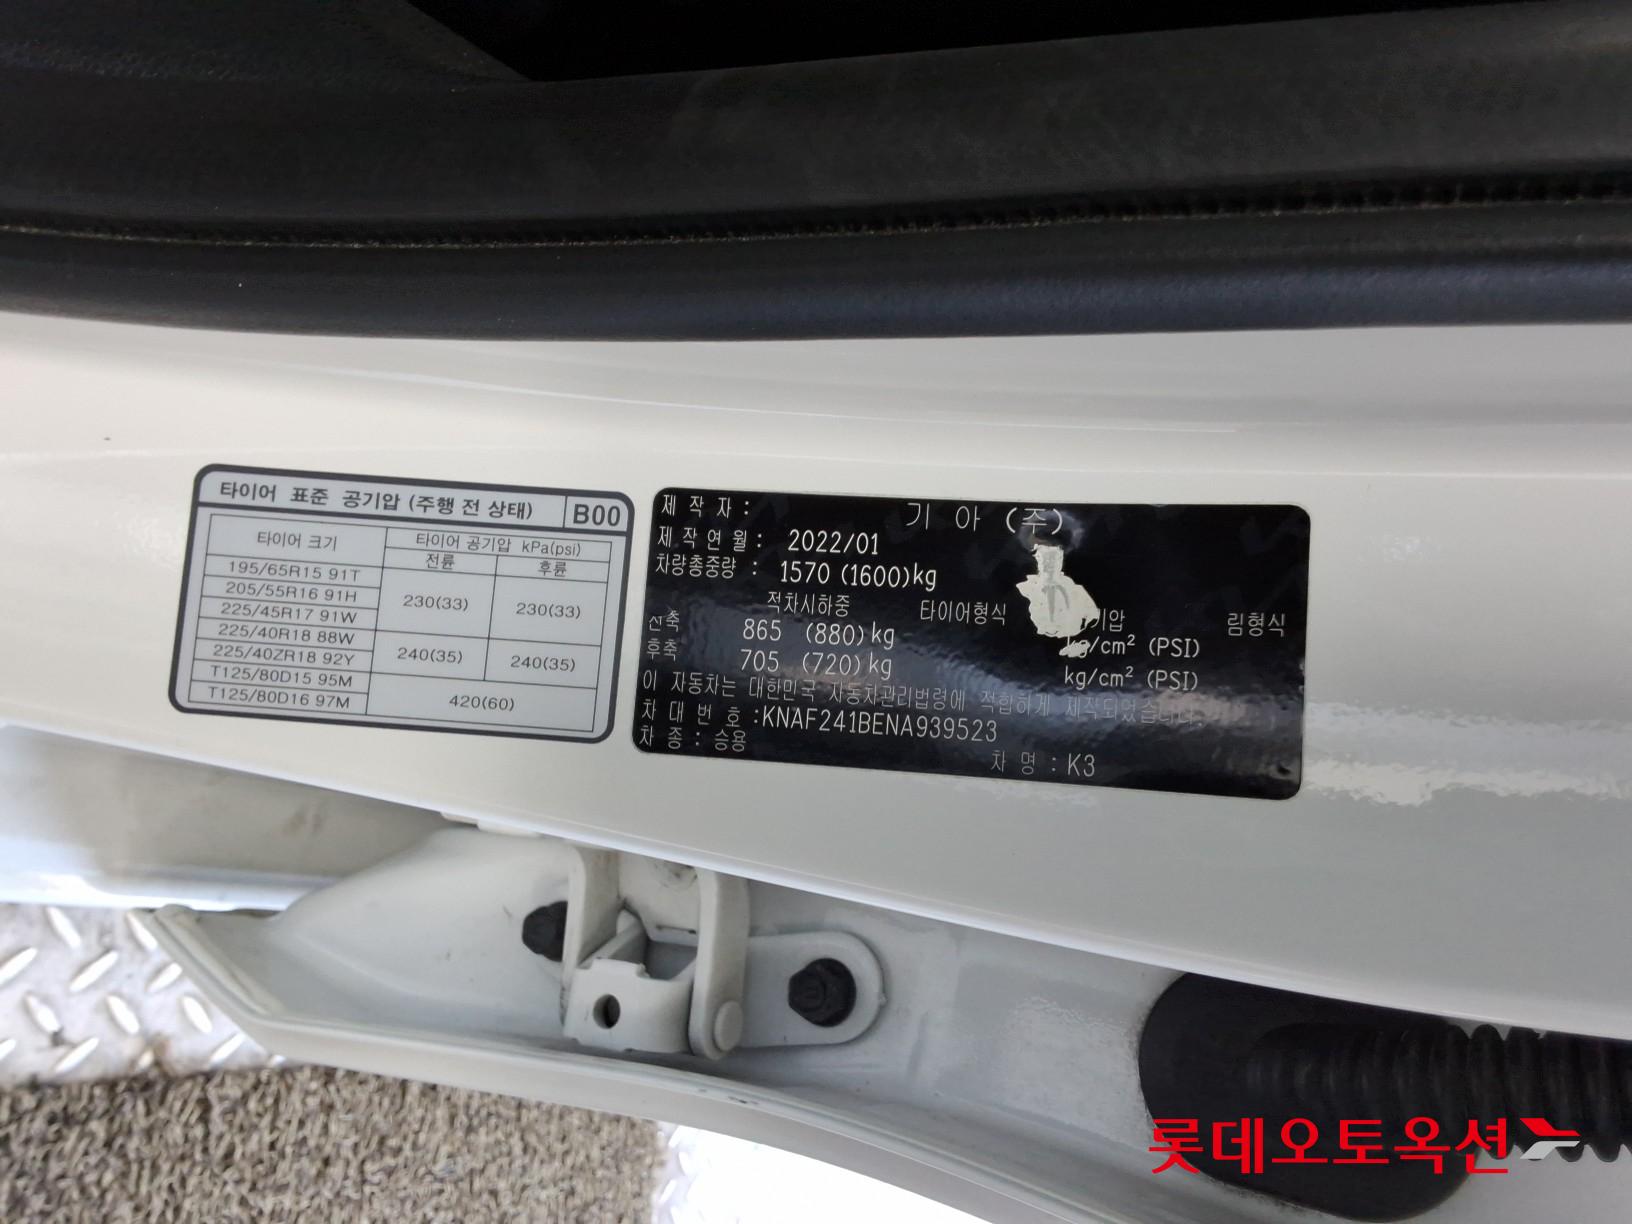 타이어 표준 공기압 (주행 전 상태) B00
타이어 크기 타이어 공기압 kPa(psi)
전륜 후륜
195/65R15 91T
205/55R16 91H 230(33) 230(33)
225/45R17 91W
225/40R18 88W
225/40ZR18 92Y 240(35) 240(35)
T125/80D15 95M
T125/80D16 97M 420(60)
제 작 자 : 기 아 (주)
제 작 연 월 : 2022/01
차량총중량 : 1570 (1600)kg
적차시하중 타이어형식 기압 림형식
전축 865 (880)kg kg/cm² (PSI)
후축 705 (720)kg kg/cm² (PSI)
이 자동차는 대한민국 자동차관리법령에 적합하게 제작되었습니다.
차 대 번 호 :KNAF241BENA939523
차 종 : 승용 차 명 : K3
롯데오토옥션